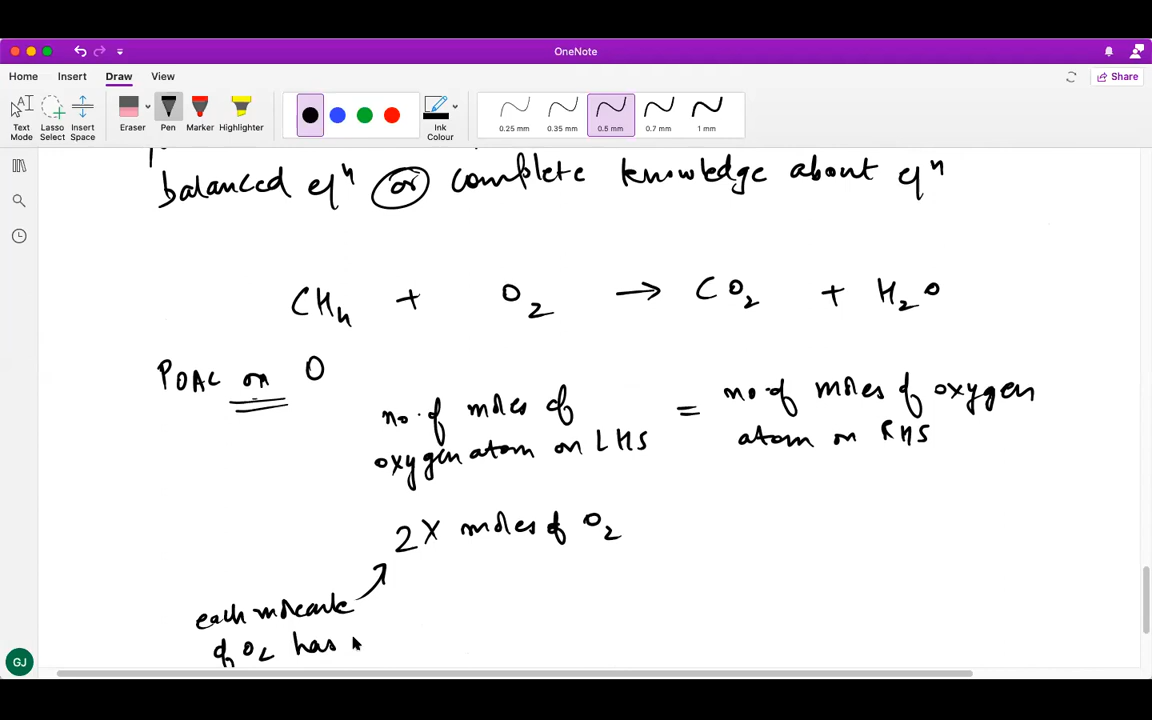 OneNote
Home Insert Draw View
Share
Text Mode
Lasso Select
Insert Space
Eraser
Pen
Marker
Highlighter
Ink Colour
0.25 mm
0.35 mm
0.5 mm
0.7 mm
1 mm
balanced eqⁿ or complete knowledge about eqⁿ
CH₄ + O₂ → CO₂ + H₂O
POAC on O
no. of moles of oxygen atom on LHS = no. of moles of oxygen atom on RHS
2 X moles of O₂
each molecule
of O₂ has
GJ